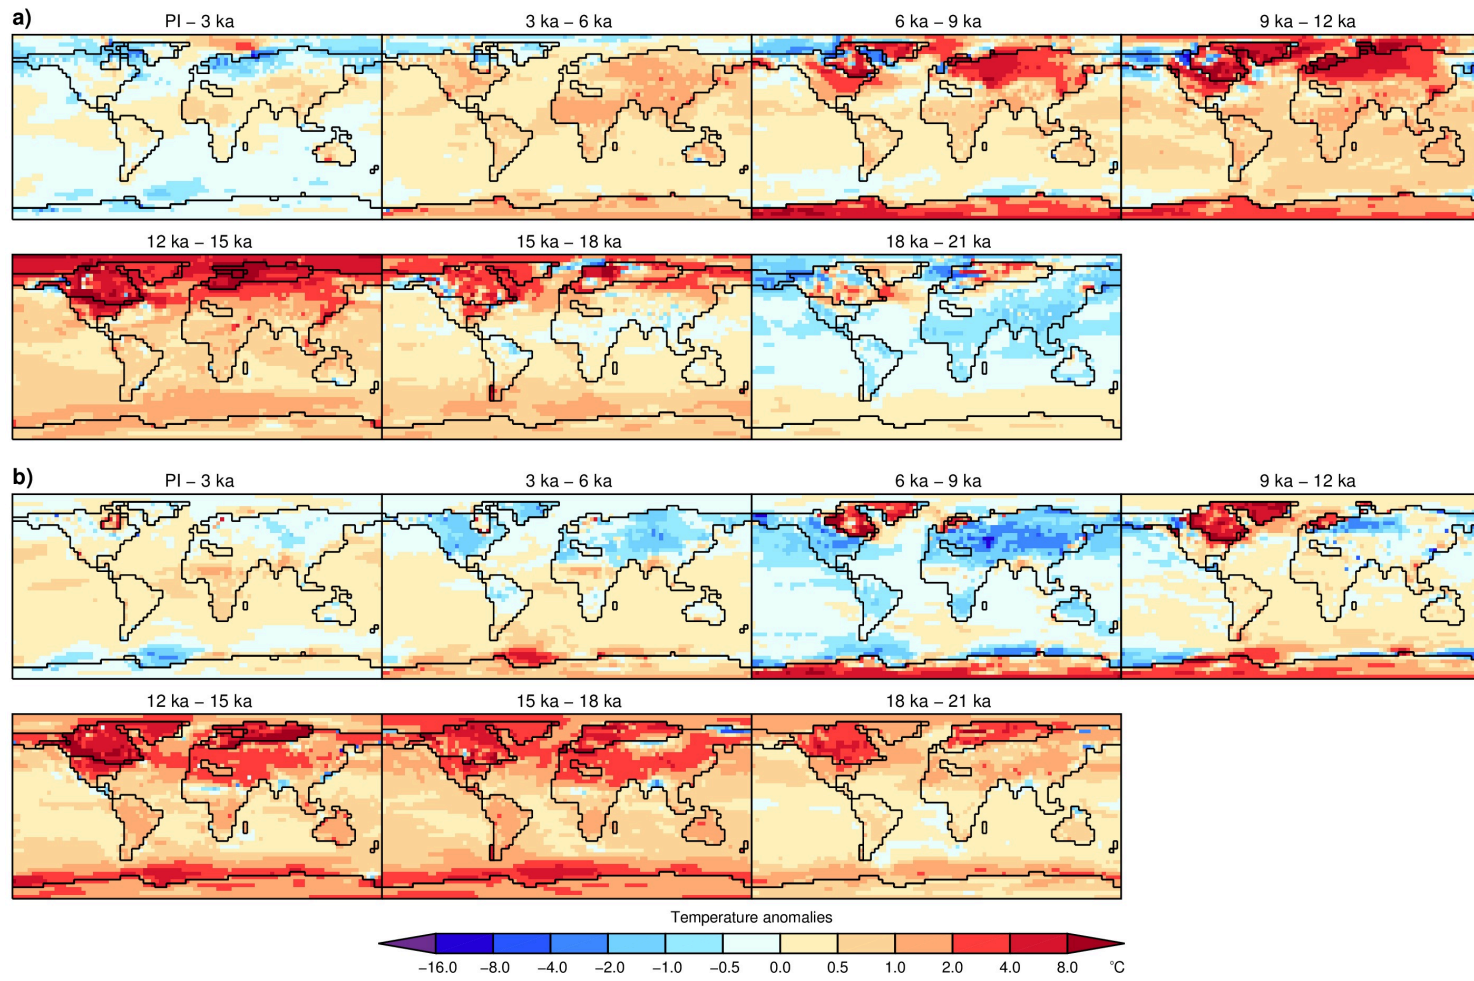 a)
PI − 3 ka
3 ka − 6 ka
6 ka − 9 ka
9 ka − 12 ka
12 ka − 15 ka
15 ka − 18 ka
18 ka − 21 ka
b)
PI − 3 ka
3 ka − 6 ka
6 ka − 9 ka
9 ka − 12 ka
12 ka − 15 ka
15 ka − 18 ka
18 ka − 21 ka
Temperature anomalies
−16.0 −8.0 −4.0 −2.0 −1.0 −0.5 0.0 0.5 1.0 2.0 4.0 8.0 °C